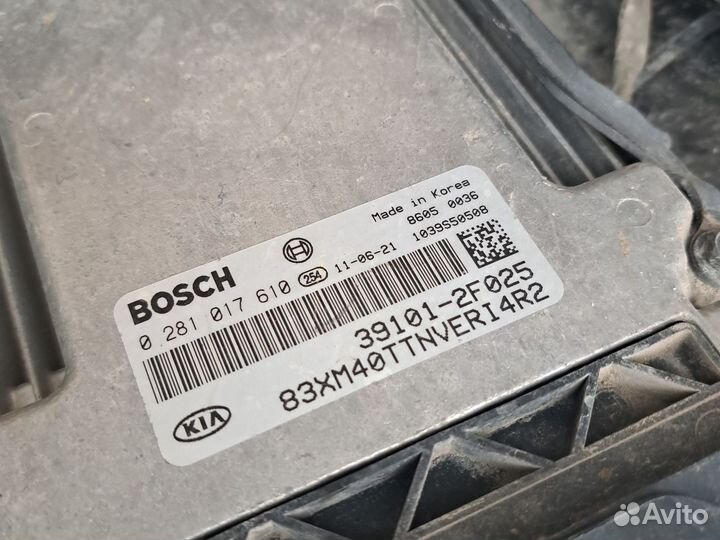 Made in Korea
8605 0036
1039S50508
BOSCH
0 281 017 610 254 11-06-21
39101-2F025
83XM40TTNVERI4R2
KIA
Avito